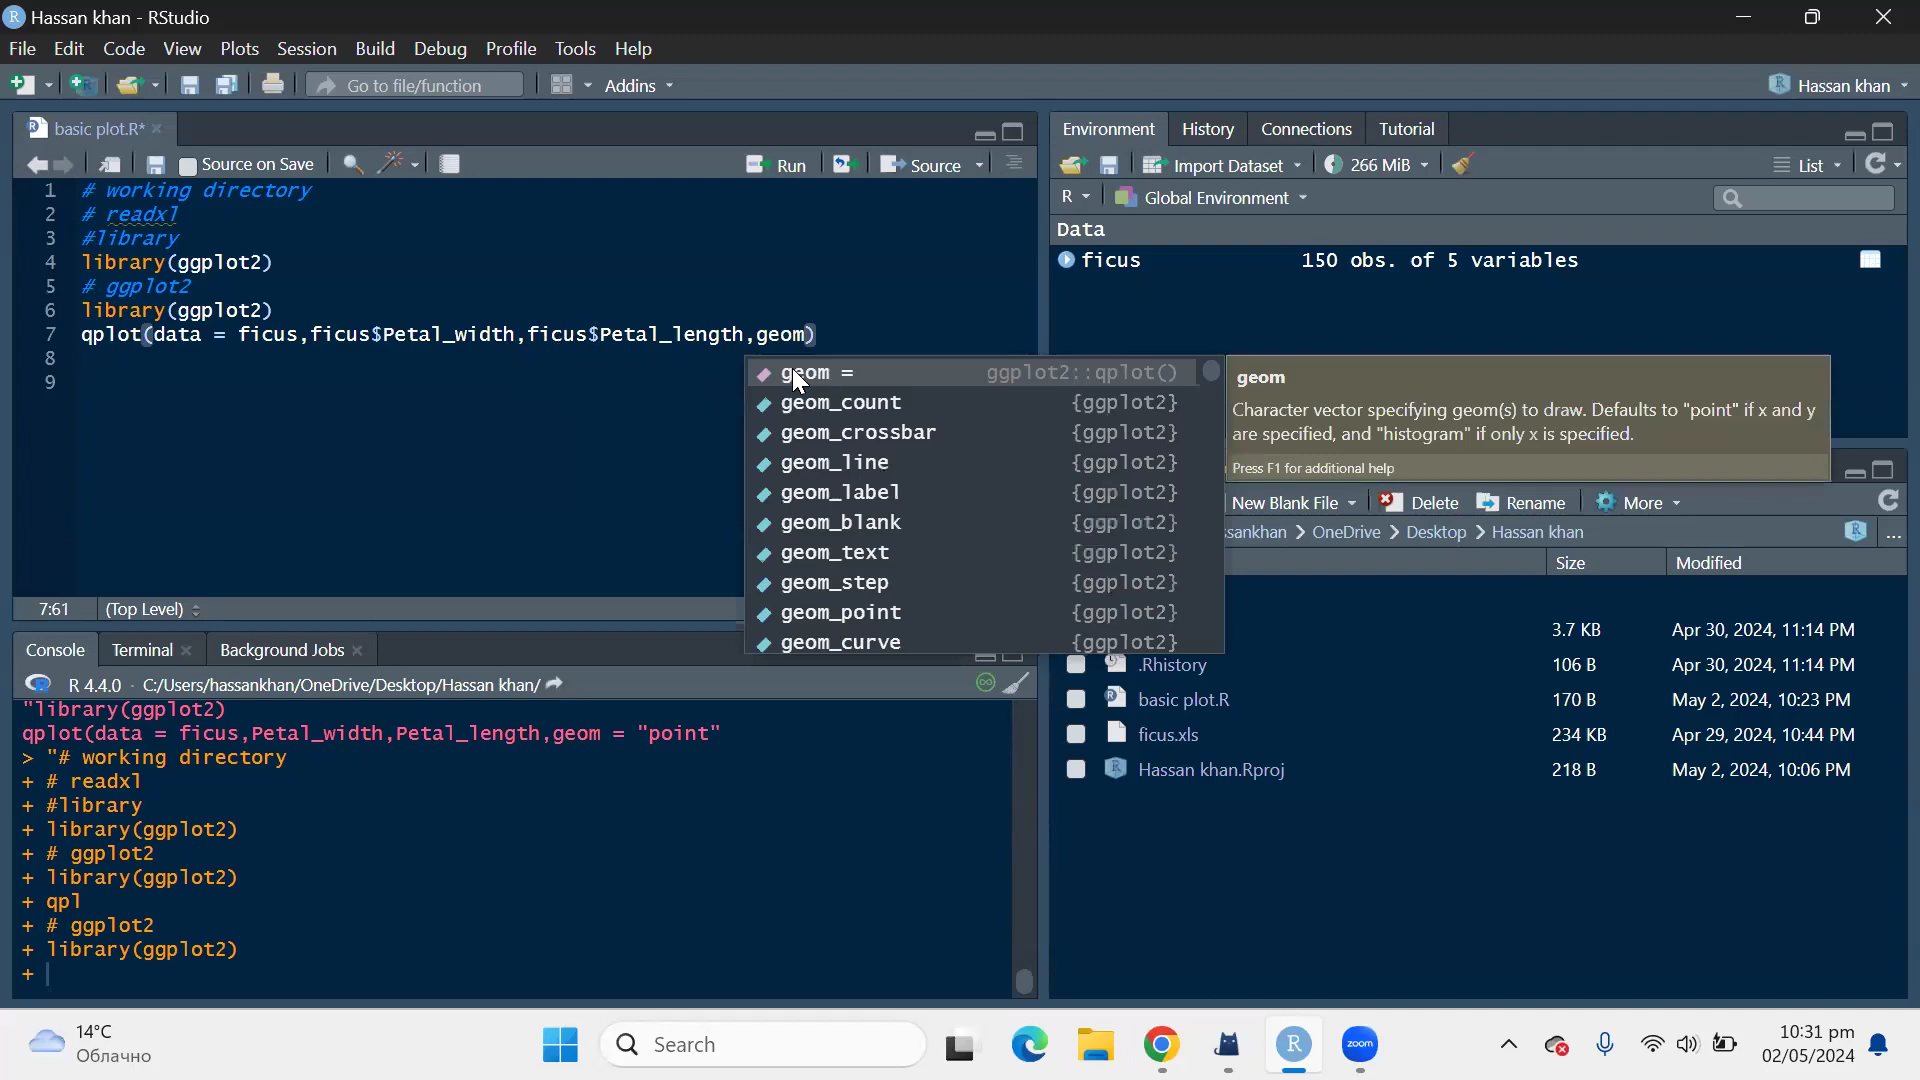 Hassan khan - RStudio
File Edit Code View Plots Session Build Debug Profile Tools Help
Go to file/function
Addins
Hassan khan
basic plot.R*
Source on Save
Run
Source
1 # working directory
2 # readxl
3 #library
4 library(ggplot2)
5 # ggplot2
6 library(ggplot2)
7 qplot(data = ficus,ficus$Petal_width,ficus$Petal_length,geom)
8
9
geom = ggplot2::qplot()
geom_count {ggplot2}
geom_crossbar {ggplot2}
geom_line {ggplot2}
geom_label {ggplot2}
geom_blank {ggplot2}
geom_text {ggplot2}
geom_step {ggplot2}
geom_point {ggplot2}
geom_curve {ggplot2}
geom
Character vector specifying geom(s) to draw. Defaults to "point" if x and y
are specified, and "histogram" if only x is specified.
Press F1 for additional help
7:61 (Top Level)
Console Terminal Background Jobs
R 4.4.0 · C:/Users/hassankhan/OneDrive/Desktop/Hassan khan/
"library(ggplot2)
qplot(data = ficus,Petal_width,Petal_length,geom = "point"
> "# working directory
+ # readxl
+ #library
+ library(ggplot2)
+ # ggplot2
+ library(ggplot2)
+ qpl
+ # ggplot2
+ library(ggplot2)
+
Environment History Connections Tutorial
Import Dataset 266 MiB List
R Global Environment
Data
ficus 150 obs. of 5 variables
New Blank File Delete Rename More
ssankhan > OneDrive > Desktop > Hassan khan
Size Modified
3.7 KB Apr 30, 2024, 11:14 PM
.Rhistory 106 B Apr 30, 2024, 11:14 PM
basic plot.R 170 B May 2, 2024, 10:23 PM
ficus.xls 234 KB Apr 29, 2024, 10:44 PM
Hassan khan.Rproj 218 B May 2, 2024, 10:06 PM
14°C
Облачно
Search
zoom
10:31 pm
02/05/2024